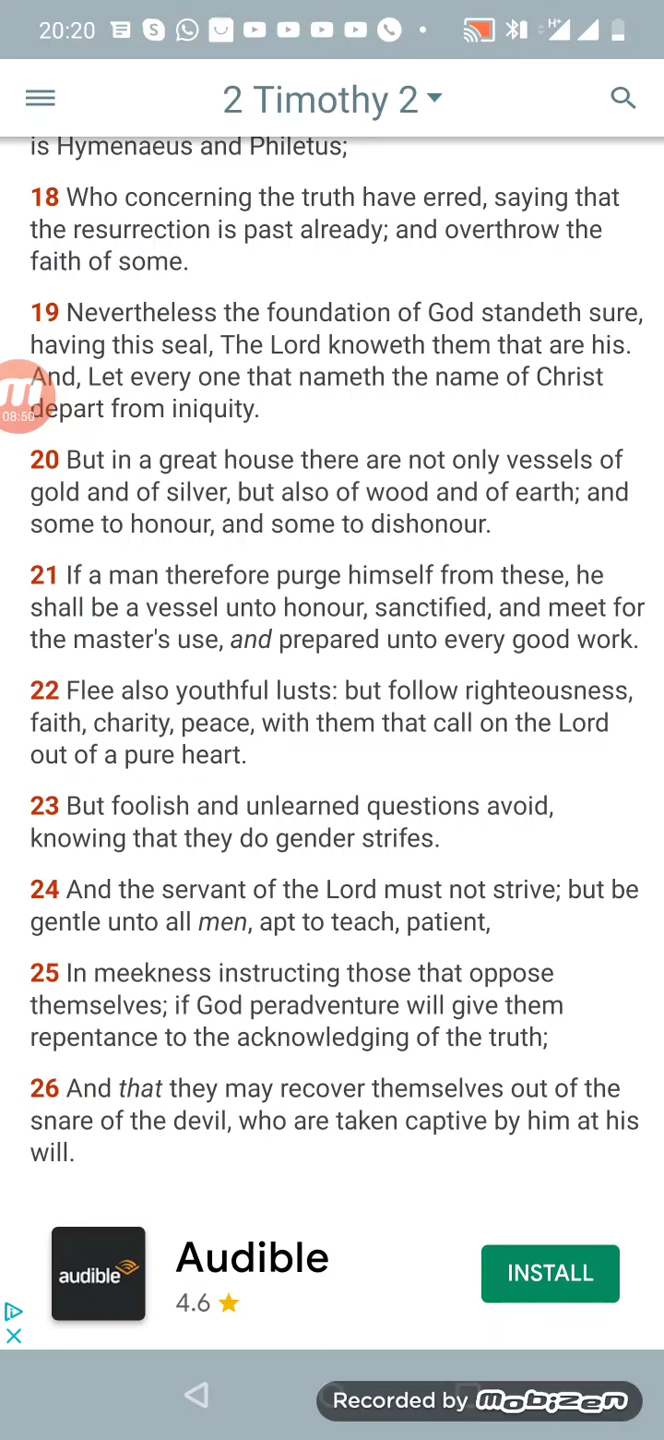 20:20
H+
2 Timothy 2
is Hymenaeus and Philetus;
18 Who concerning the truth have erred, saying that
the resurrection is past already; and overthrow the
faith of some.
19 Nevertheless the foundation of God standeth sure,
having this seal, The Lord knoweth them that are his.
And, Let every one that nameth the name of Christ
08:50
depart from iniquity.
20 But in a great house there are not only vessels of
gold and of silver, but also of wood and of earth; and
some to honour, and some to dishonour.
21 If a man therefore purge himself from these, he
shall be a vessel unto honour, sanctified, and meet for
the master's use, and prepared unto every good work.
22 Flee also youthful lusts: but follow righteousness,
faith, charity, peace, with them that call on the Lord
out of a pure heart.
23 But foolish and unlearned questions avoid,
knowing that they do gender strifes.
24 And the servant of the Lord must not strive; but be
gentle unto all men, apt to teach, patient,
25 In meekness instructing those that oppose
themselves; if God peradventure will give them
repentance to the acknowledging of the truth;
26 And that they may recover themselves out of the
snare of the devil, who are taken captive by him at his
will.
audible
Audible
4.6
INSTALL
Recorded by mobizen